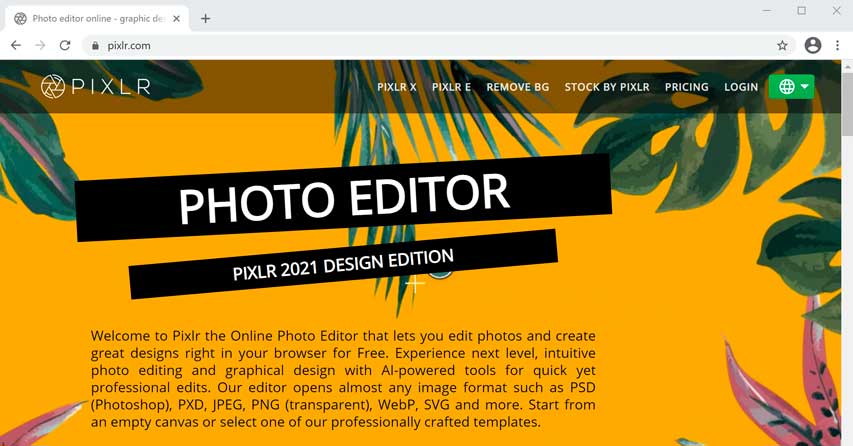 Photo editor online - graphic des
pixlr.com
PIXLR
PIXLR X PIXLR E REMOVE BG STOCK BY PIXLR PRICING LOGIN
PHOTO EDITOR
PIXLR 2021 DESIGN EDITION
Welcome to Pixlr the Online Photo Editor that lets you edit photos and create
great designs right in your browser for Free. Experience next level, intuitive
photo editing and graphical design with AI-powered tools for quick yet
professional edits. Our editor opens almost any image format such as PSD
(Photoshop), PXD, JPEG, PNG (transparent), WebP, SVG and more. Start from
an empty canvas or select one of our professionally crafted templates.